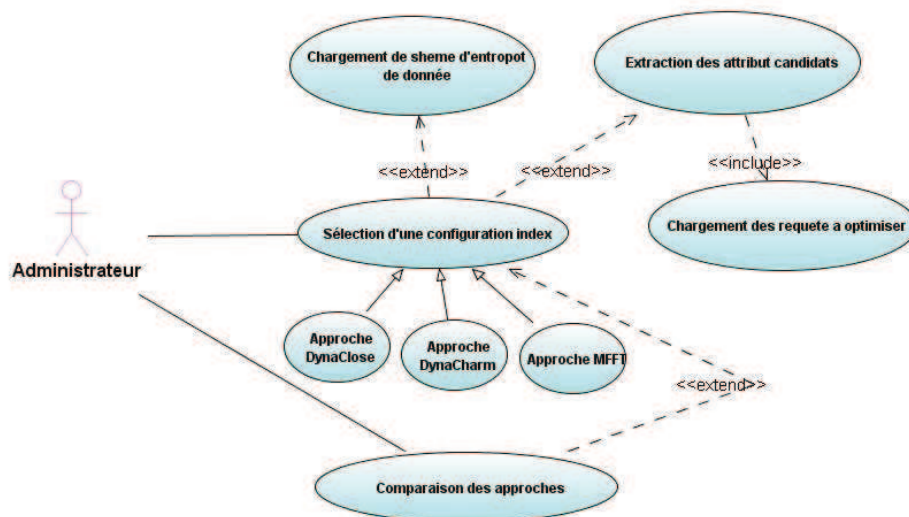 Chargement de sheme d'entropot
de donnée
Extraction des attribut candidats
<<extend>>
<<extend>>
<<include>>
Sélection d'une configuration index
Chargement des requete a optimiser
Administrateur
Approche
DynaClose
Approche
DynaCharm
Approche MFFT
<<extend>>
Comparaison des approches